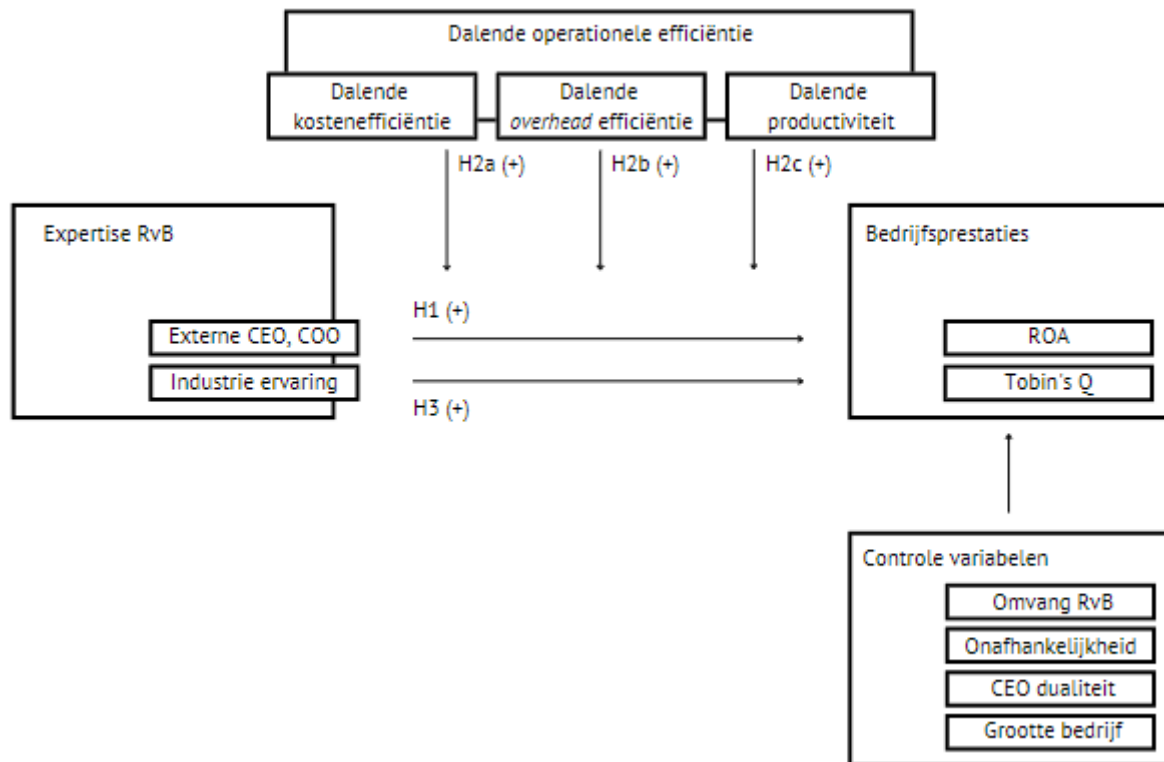 Dalende operationele efficiëntie
Dalende
kostenefficiëntie
Dalende
overhead efficiëntie
Dalende
productiviteit
H2a (+)
H2b (+)
H2c (+)
Expertise RvB
Externe CEO, COO
Industrie ervaring
H1 (+)
H3 (+)
Bedrijfsprestaties
ROA
Tobin's Q
Controle variabelen
Omvang RvB
Onafhankelijkheid
CEO dualiteit
Grootte bedrijf